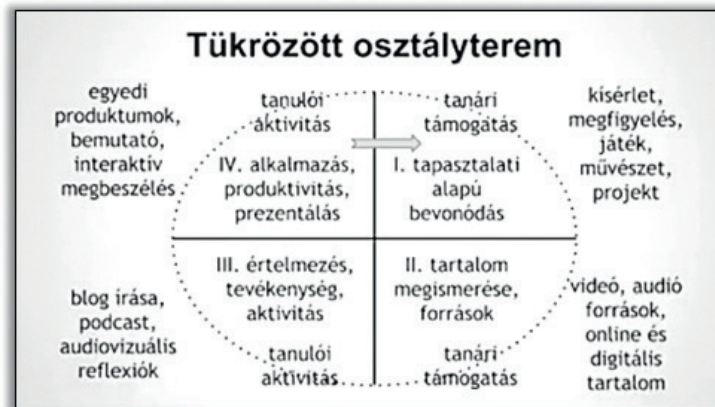 Tükrözött osztályterem
egyedi
produktumok,
bemutató,
interaktív
megbeszélés
tanulói
aktivitás
IV. alkalmazás,
produktivitás,
prezentálás
tanári
támogatás
I. tapasztalati
alapú
bevonódás
kísérlet,
megfigyelés,
játék,
művészet,
projekt
blog írása,
podcast,
audiovizuális
reflexiók
III. értelmezés,
tevékenység,
aktivitás
tanulói
aktivitás
II. tartalom
megismerése,
források
tanári
támogatás
videó, audió
források,
online és
digitális
tartalom